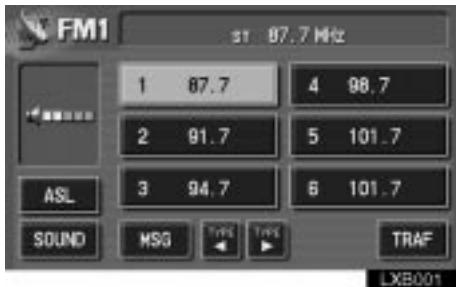 FM1 ST 87.7 MHz
1 87.7 4 98.7
2 91.7 5 101.7
3 94.7 6 101.7
ASL
SOUND MSG TYPE TYPE TRAF
LXB001